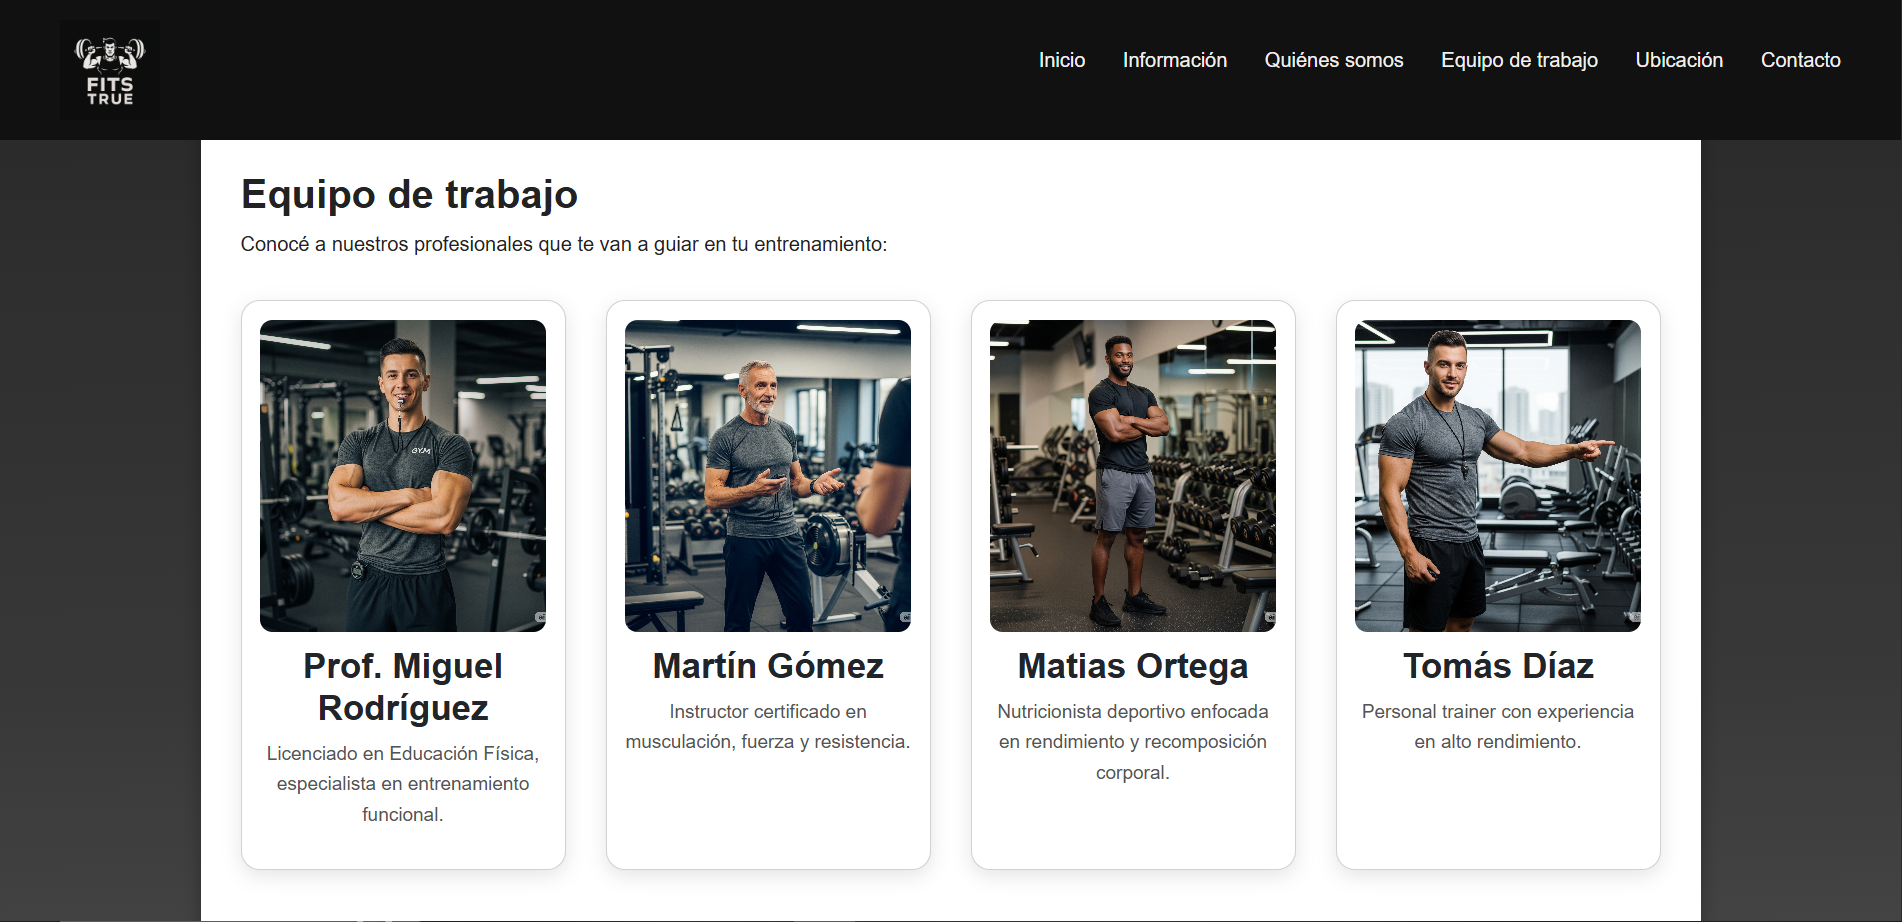 FITS
TRUE
Inicio
Información
Quiénes somos
Equipo de trabajo
Ubicación
Contacto
Equipo de trabajo
Conocé a nuestros profesionales que te van a guiar en tu entrenamiento:
GYM
Prof. Miguel
Rodríguez
Licenciado en Educación Física,
especialista en entrenamiento
funcional.
Martín Gómez
Instructor certificado en
musculación, fuerza y resistencia.
Matias Ortega
Nutricionista deportivo enfocada
en rendimiento y recomposición
corporal.
Tomás Díaz
Personal trainer con experiencia
en alto rendimiento.